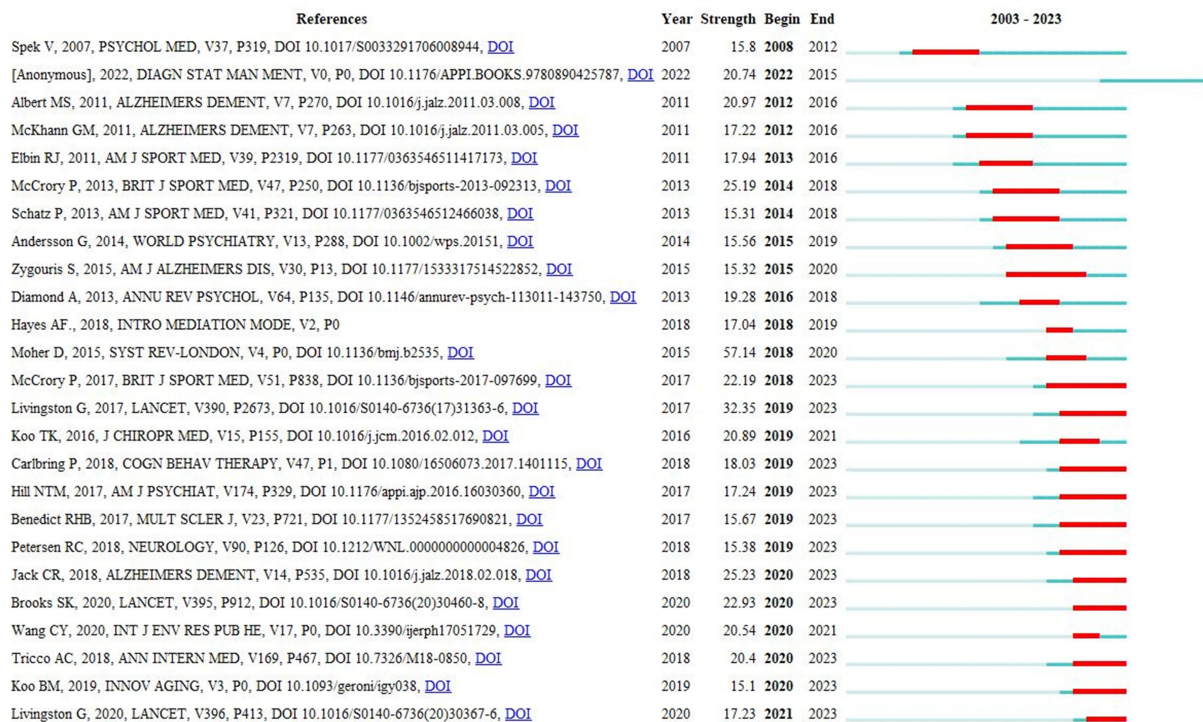 References Year Strength Begin End 2003 - 2023
Spek V, 2007, PSYCHOL MED, V37, P319, DOI 10.1017/S0033291706008944, DOI 2007 15.8 2008 2012
[Anonymous], 2022, DIAGN STAT MAN MENT, V0, P0, DOI 10.1176/APPI.BOOKS.9780890425787, DOI 2022 20.74 2022 2015
Albert MS, 2011, ALZHEIMERS DEMENT, V7, P270, DOI 10.1016/j.jalz.2011.03.008, DOI 2011 20.97 2012 2016
McKhann GM, 2011, ALZHEIMERS DEMENT, V7, P263, DOI 10.1016/j.jalz.2011.03.005, DOI 2011 17.22 2012 2016
Elbin RJ, 2011, AM J SPORT MED, V39, P2319, DOI 10.1177/0363546511417173, DOI 2011 17.94 2013 2016
McCrory P, 2013, BRIT J SPORT MED, V47, P250, DOI 10.1136/bjsports-2013-092313, DOI 2013 25.19 2014 2018
Schatz P, 2013, AM J SPORT MED, V41, P321, DOI 10.1177/0363546512466038, DOI 2013 15.31 2014 2018
Andersson G, 2014, WORLD PSYCHIATRY, V13, P288, DOI 10.1002/wps.20151, DOI 2014 15.56 2015 2019
Zygouris S, 2015, AM J ALZHEIMERS DIS, V30, P13, DOI 10.1177/1533317514522852, DOI 2015 15.32 2015 2020
Diamond A, 2013, ANNU REV PSYCHOL, V64, P135, DOI 10.1146/annurev-psych-113011-143750, DOI 2013 19.28 2016 2018
Hayes AF., 2018, INTRO MEDIATION MODE, V2, P0 2018 17.04 2018 2019
Moher D, 2015, SYST REV-LONDON, V4, P0, DOI 10.1136/bmj.b2535, DOI 2015 57.14 2018 2020
McCrory P, 2017, BRIT J SPORT MED, V51, P838, DOI 10.1136/bjsports-2017-097699, DOI 2017 22.19 2018 2023
Livingston G, 2017, LANCET, V390, P2673, DOI 10.1016/S0140-6736(17)31363-6, DOI 2017 32.35 2019 2023
Koo TK, 2016, J CHIROPR MED, V15, P155, DOI 10.1016/j.jcm.2016.02.012, DOI 2016 20.89 2019 2021
Carlbring P, 2018, COGN BEHAV THERAPY, V47, P1, DOI 10.1080/16506073.2017.1401115, DOI 2018 18.03 2019 2023
Hill NTM, 2017, AM J PSYCHIAT, V174, P329, DOI 10.1176/appi.ajp.2016.16030360, DOI 2017 17.24 2019 2023
Benedict RHB, 2017, MULT SCLER J, V23, P721, DOI 10.1177/1352458517690821, DOI 2017 15.67 2019 2023
Petersen RC, 2018, NEUROLOGY, V90, P126, DOI 10.1212/WNL.0000000000004826, DOI 2018 15.38 2019 2023
Jack CR, 2018, ALZHEIMERS DEMENT, V14, P535, DOI 10.1016/j.jalz.2018.02.018, DOI 2018 25.23 2020 2023
Brooks SK, 2020, LANCET, V395, P912, DOI 10.1016/S0140-6736(20)30460-8, DOI 2020 22.93 2020 2023
Wang CY, 2020, INT J ENV RES PUB HE, V17, P0, DOI 10.3390/ijerph17051729, DOI 2020 20.54 2020 2021
Tricco AC, 2018, ANN INTERN MED, V169, P467, DOI 10.7326/M18-0850, DOI 2018 20.4 2020 2023
Koo BM, 2019, INNOV AGING, V3, P0, DOI 10.1093/geroni/igy038, DOI 2019 15.1 2020 2023
Livingston G, 2020, LANCET, V396, P413, DOI 10.1016/S0140-6736(20)30367-6, DOI 2020 17.23 2021 2023